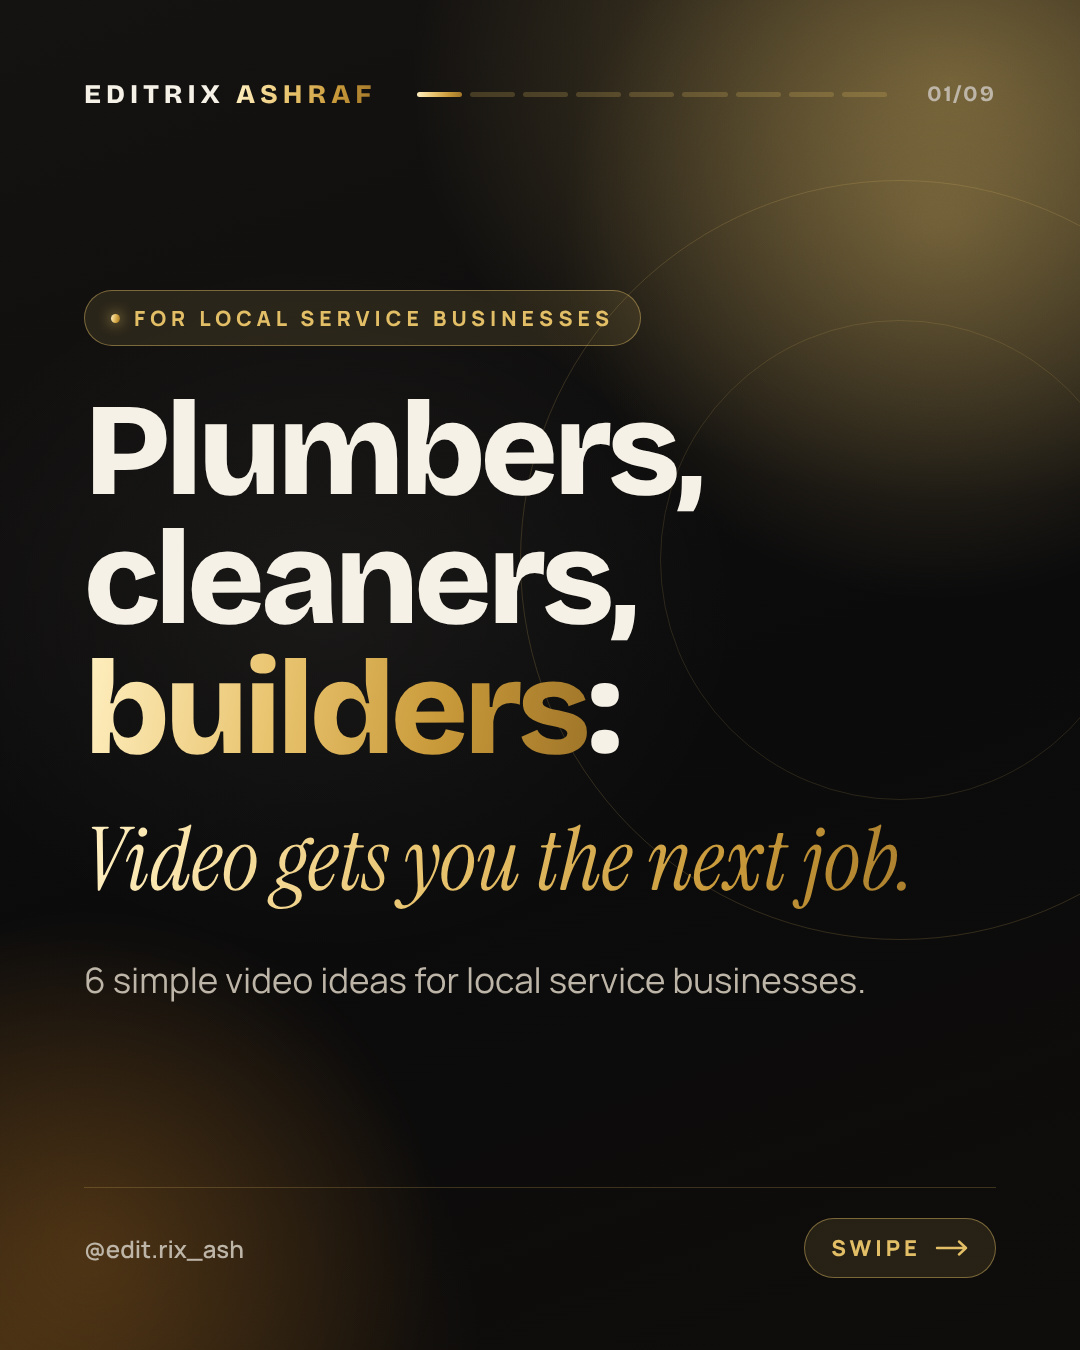 EDITRIX ASHRAF
01/09
FOR LOCAL SERVICE BUSINESSES
Plumbers,
cleaners,
builders:
Video gets you the next job.
6 simple video ideas for local service businesses.
@edit.rix_ash
SWIPE →